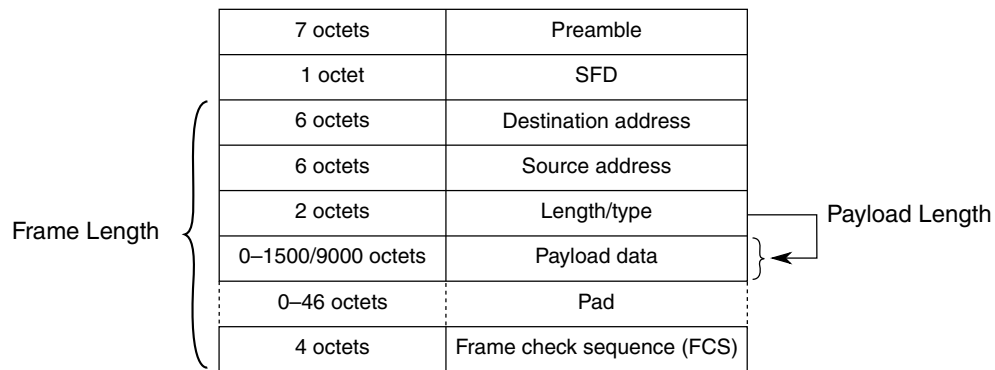 7 octets Preamble
1 octet SFD
6 octets Destination address
6 octets Source address
2 octets Length/type
Frame Length
Payload Length
0–1500/9000 octets Payload data
0–46 octets Pad
4 octets Frame check sequence (FCS)